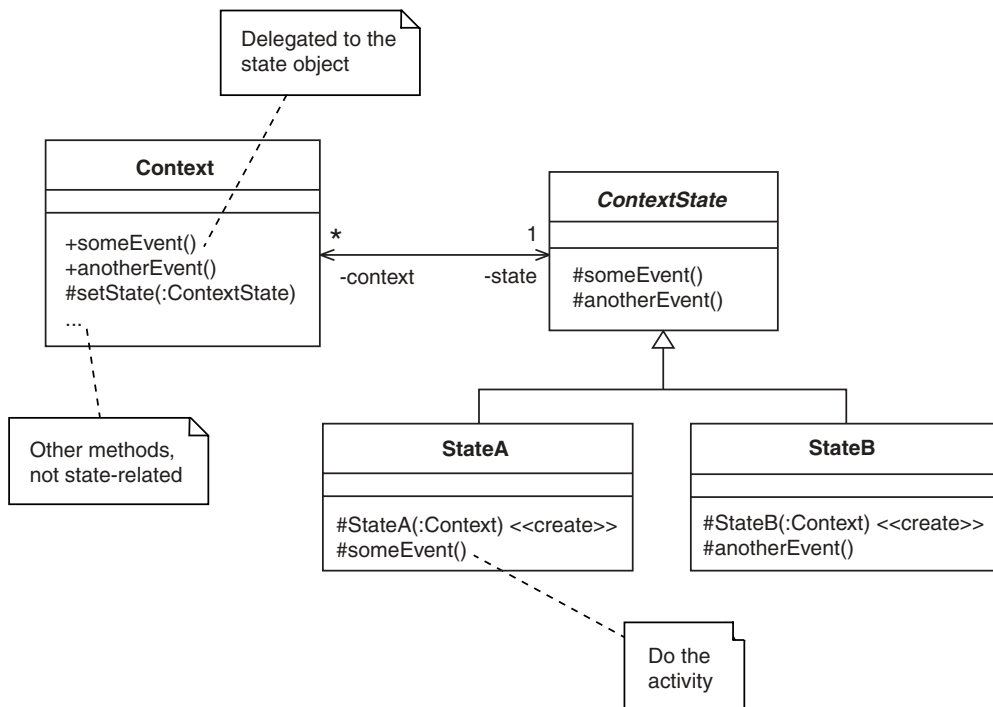 Delegated to the
state object
Context
+someEvent()
+anotherEvent()
#setState(:ContextState)
...
*
-context
1
-state
ContextState
#someEvent()
#anotherEvent()
Other methods,
not state-related
StateA
#StateA(:Context) <<create>>
#someEvent()
StateB
#StateB(:Context) <<create>>
#anotherEvent()
Do the
activity